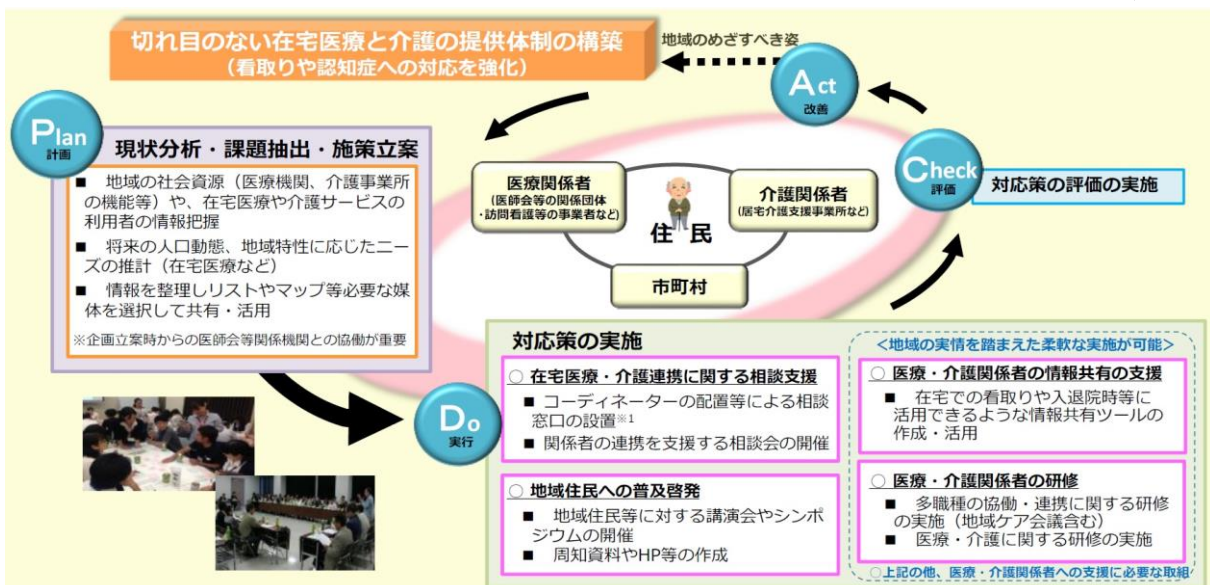 切れ目のない在宅医療と介護の提供体制の構築
（看取りや認知症への対応を強化）
地域のめざすべき姿
Act
改善
Plan
計画
現状分析・課題抽出・施策立案
■ 地域の社会資源（医療機関、介護事業所
の機能等）や、在宅医療や介護サービスの
利用者の情報把握
■ 将来の人口動態、地域特性に応じたニー
ズの推計（在宅医療など）
■ 情報を整理しリストやマップ等必要な媒
体を選択して共有・活用
※企画立案時からの医師会等関係機関との協働が重要
医療関係者
(医師会等の関係団体
・訪問看護等の事業者など)
介護関係者
(居宅介護支援事業所など)
住民
市町村
Check
評価
対応策の評価の実施
Do
実行
対応策の実施
○ 在宅医療・介護連携に関する相談支援
■ コーディネーターの配置等による相談
窓口の設置※1
■ 関係者の連携を支援する相談会の開催
○ 地域住民への普及啓発
■ 地域住民等に対する講演会やシンポ
ジウムの開催
■ 周知資料やHP等の作成
＜地域の実情を踏まえた柔軟な実施が可能＞
○ 医療・介護関係者の情報共有の支援
■ 在宅での看取りや入退院時等に
活用できるような情報共有ツールの
作成・活用
○ 医療・介護関係者の研修
■ 多職種の協働・連携に関する研修
の実施（地域ケア会議含む）
■ 医療・介護に関する研修の実施
○上記の他、医療・介護関係者への支援に必要な取組